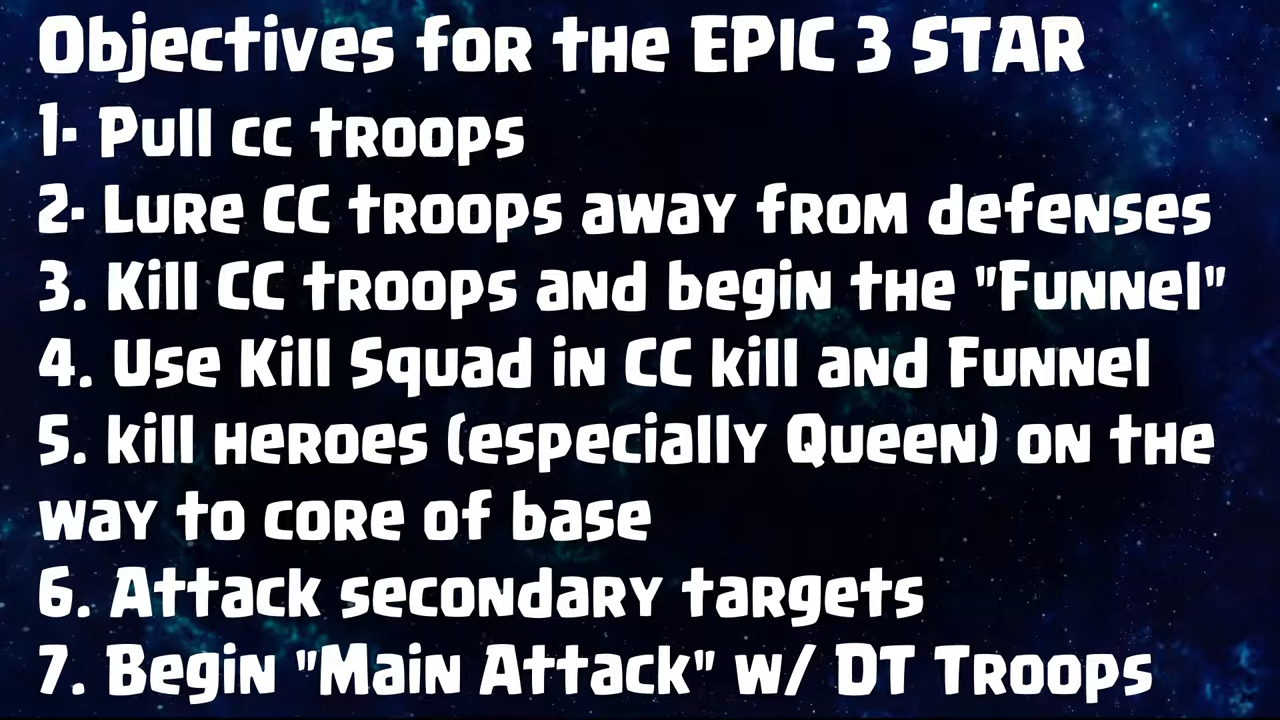 Objectives for the EPIC 3 STAR
1- Pull cc troops
2- Lure CC troops away from defenses
3. Kill CC troops and begin the "Funnel"
4. Use Kill Squad in CC kill and Funnel
5. kill heroes (especially Queen) on the
way to core of base
6. Attack secondary targets
7. Begin "Main Attack" w/ DT Troops